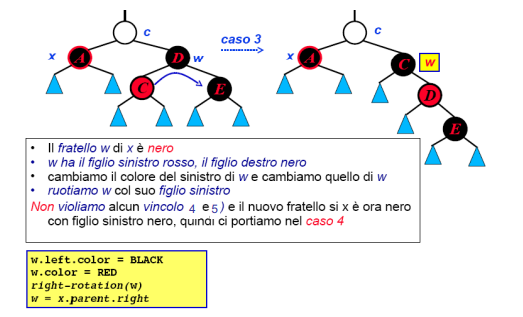 c
caso 3
c
x
A
D
w
x
C
w
C
E
D
E
A
• Il fratello w di x è nero
• w ha il figlio sinistro rosso, il figlio destro nero
• cambiamo il colore del sinistro di w e cambiamo quello di w
• ruotiamo w col suo figlio sinistro
Non violiamo alcun vincolo 4 e 5) e il nuovo fratello si x è ora nero
con figlio sinistro nero, quindi ci portiamo nel caso 4
w.left.color = BLACK
w.color = RED
right-rotation(w)
w = x.parent.right